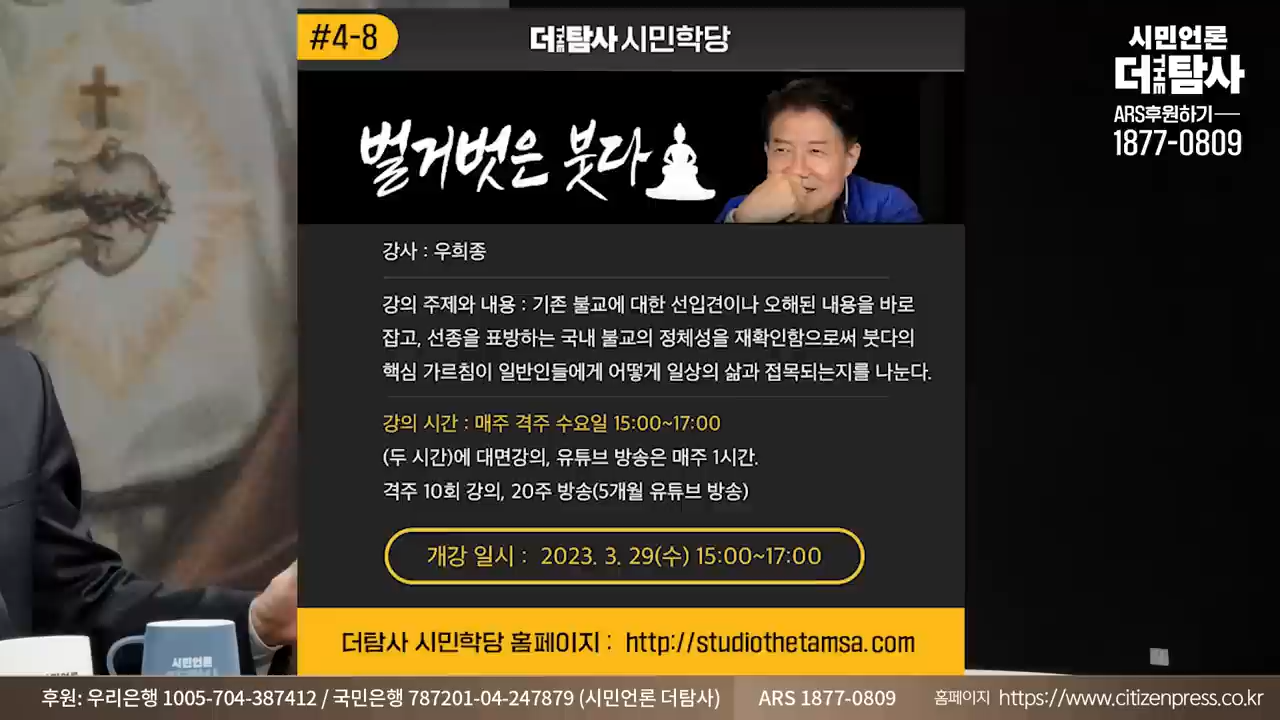 #4-8
더탐사 시민학당
시민언론
더탐사
ARS후원하기
1877-0809
벌거벗은 붓다
강사 : 우희종
강의 주제와 내용 : 기존 불교에 대한 선입견이나 오해된 내용을 바로
잡고, 선종을 표방하는 국내 불교의 정체성을 재확인함으로써 붓다의
핵심 가르침이 일반인들에게 어떻게 일상의 삶과 접목되는지를 나눈다.
강의 시간 : 매주 격주 수요일 15:00~17:00
(두 시간)에 대면강의, 유튜브 방송은 매주 1시간.
격주 10회 강의, 20주 방송(5개월 유튜브 방송)
개강 일시 : 2023. 3. 29(수) 15:00~17:00
더탐사 시민학당 홈페이지 : http://studiothetamsa.com
시민언론
후원: 우리은행 1005-704-387412 / 국민은행 787201-04-247879 (시민언론 더탐사) ARS 1877-0809 홈페이지 https://www.citizenpress.co.kr